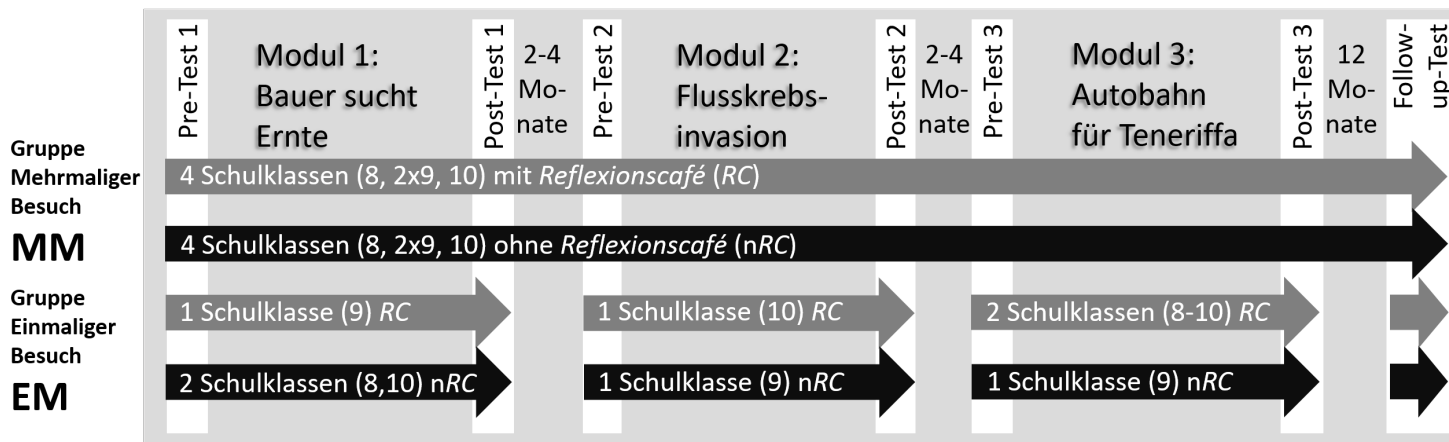 Pre-Test 1
Modul 1:
Bauer sucht
Ernte
Post-Test 1
2-4
Mo-
nate
Pre-Test 2
Modul 2:
Flusskrebs-
invasion
Post-Test 2
2-4
Mo-
nate
Pre-Test 3
Modul 3:
Autobahn
für Teneriffa
Post-Test 3
12
Mo-
nate
Follow-
up-Test
Gruppe
Mehrmaliger
Besuch
MM
4 Schulklassen (8, 2x9, 10) mit Reflexionscafé (RC)
4 Schulklassen (8, 2x9, 10) ohne Reflexionscafé (nRC)
Gruppe
Einmaliger
Besuch
EM
1 Schulklasse (9) RC
1 Schulklasse (10) RC
2 Schulklassen (8-10) RC
2 Schulklassen (8,10) nRC
1 Schulklasse (9) nRC
1 Schulklasse (9) nRC